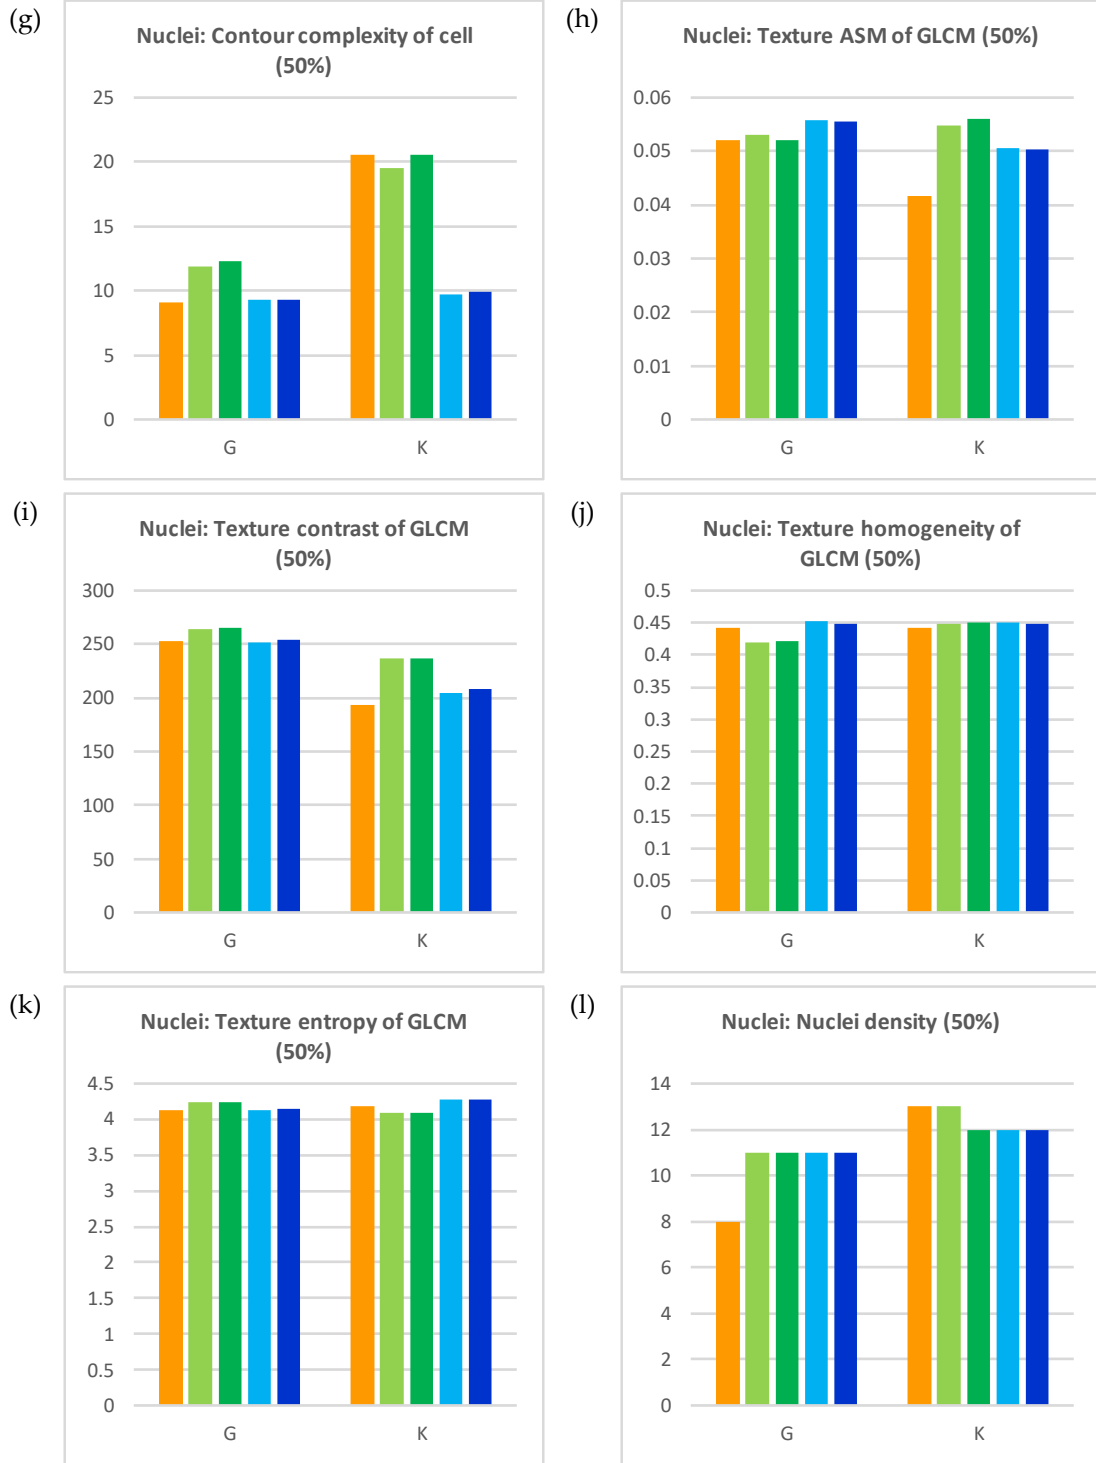 (g)
Nuclei: Contour complexity of cell
(50%)
25
20
15
10
5
0
G K
(h)
Nuclei: Texture ASM of GLCM (50%)
0.06
0.05
0.04
0.03
0.02
0.01
0
G K
(i)
Nuclei: Texture contrast of GLCM
(50%)
300
250
200
150
100
50
0
G K
(j)
Nuclei: Texture homogeneity of
GLCM (50%)
0.5
0.45
0.4
0.35
0.3
0.25
0.2
0.15
0.1
0.05
0
G K
(k)
Nuclei: Texture entropy of GLCM
(50%)
4.5
4
3.5
3
2.5
2
1.5
1
0.5
0
G K
(l)
Nuclei: Nuclei density (50%)
14
12
10
8
6
4
2
0
G K